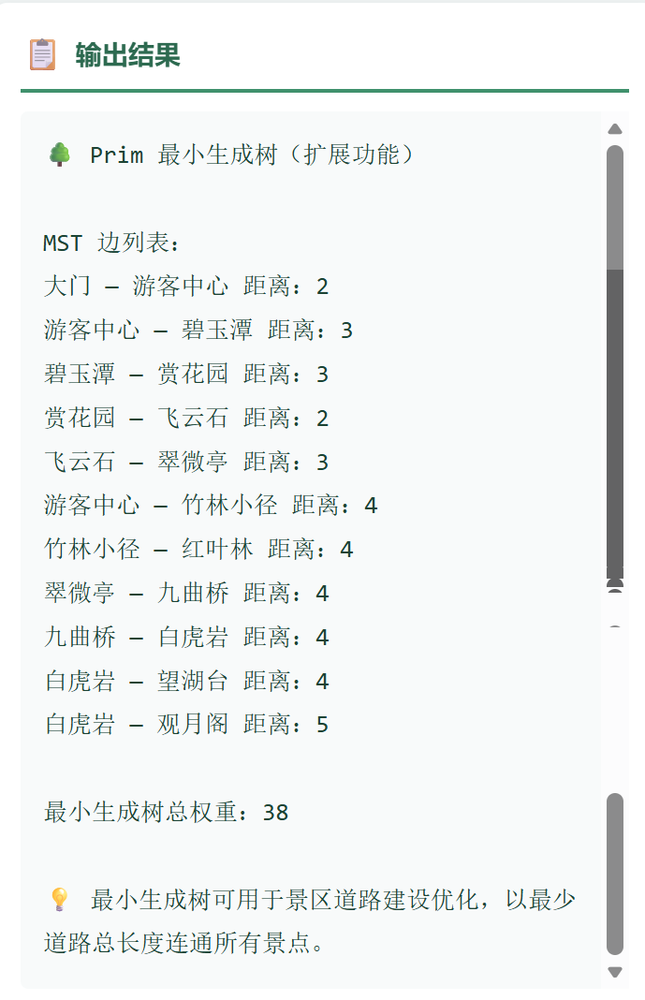 输出结果
Prim 最小生成树（扩展功能）
MST 边列表：
大门 — 游客中心 距离：2
游客中心 — 碧玉潭 距离：3
碧玉潭 — 赏花园 距离：3
赏花园 — 飞云石 距离：2
飞云石 — 翠微亭 距离：3
游客中心 — 竹林小径 距离：4
竹林小径 — 红叶林 距离：4
翠微亭 — 九曲桥 距离：4
九曲桥 — 白虎岩 距离：4
白虎岩 — 望湖台 距离：4
白虎岩 — 观月阁 距离：5
最小生成树总权重：38
最小生成树可用于景区道路建设优化，以最少
道路总长度连通所有景点。